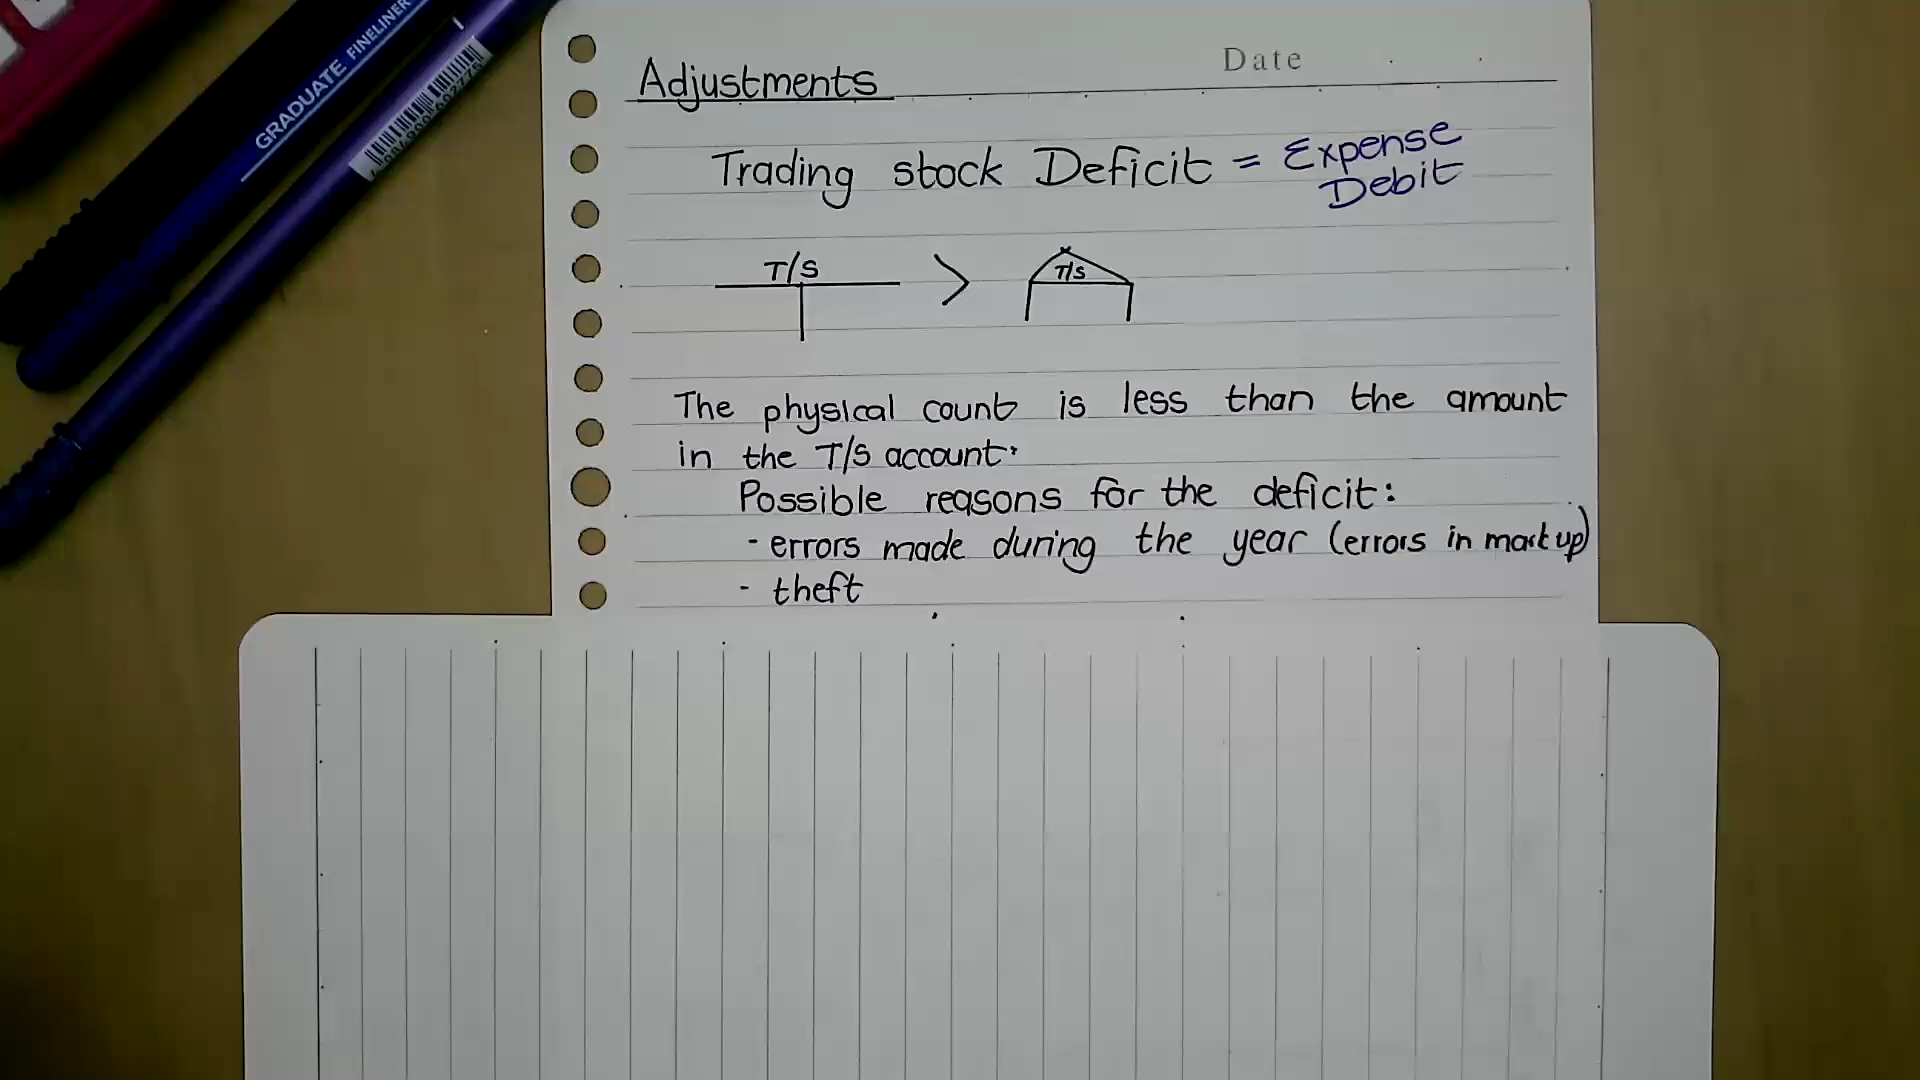 GRADUATE FINELINER
Date
Adjustments
Trading stock Deficit = Expense
Debit
T/S > T/S
The physical count is less than the amount
in the T/S account.
Possible reasons for the deficit:
- errors made during the year (errors in mark up)
- theft